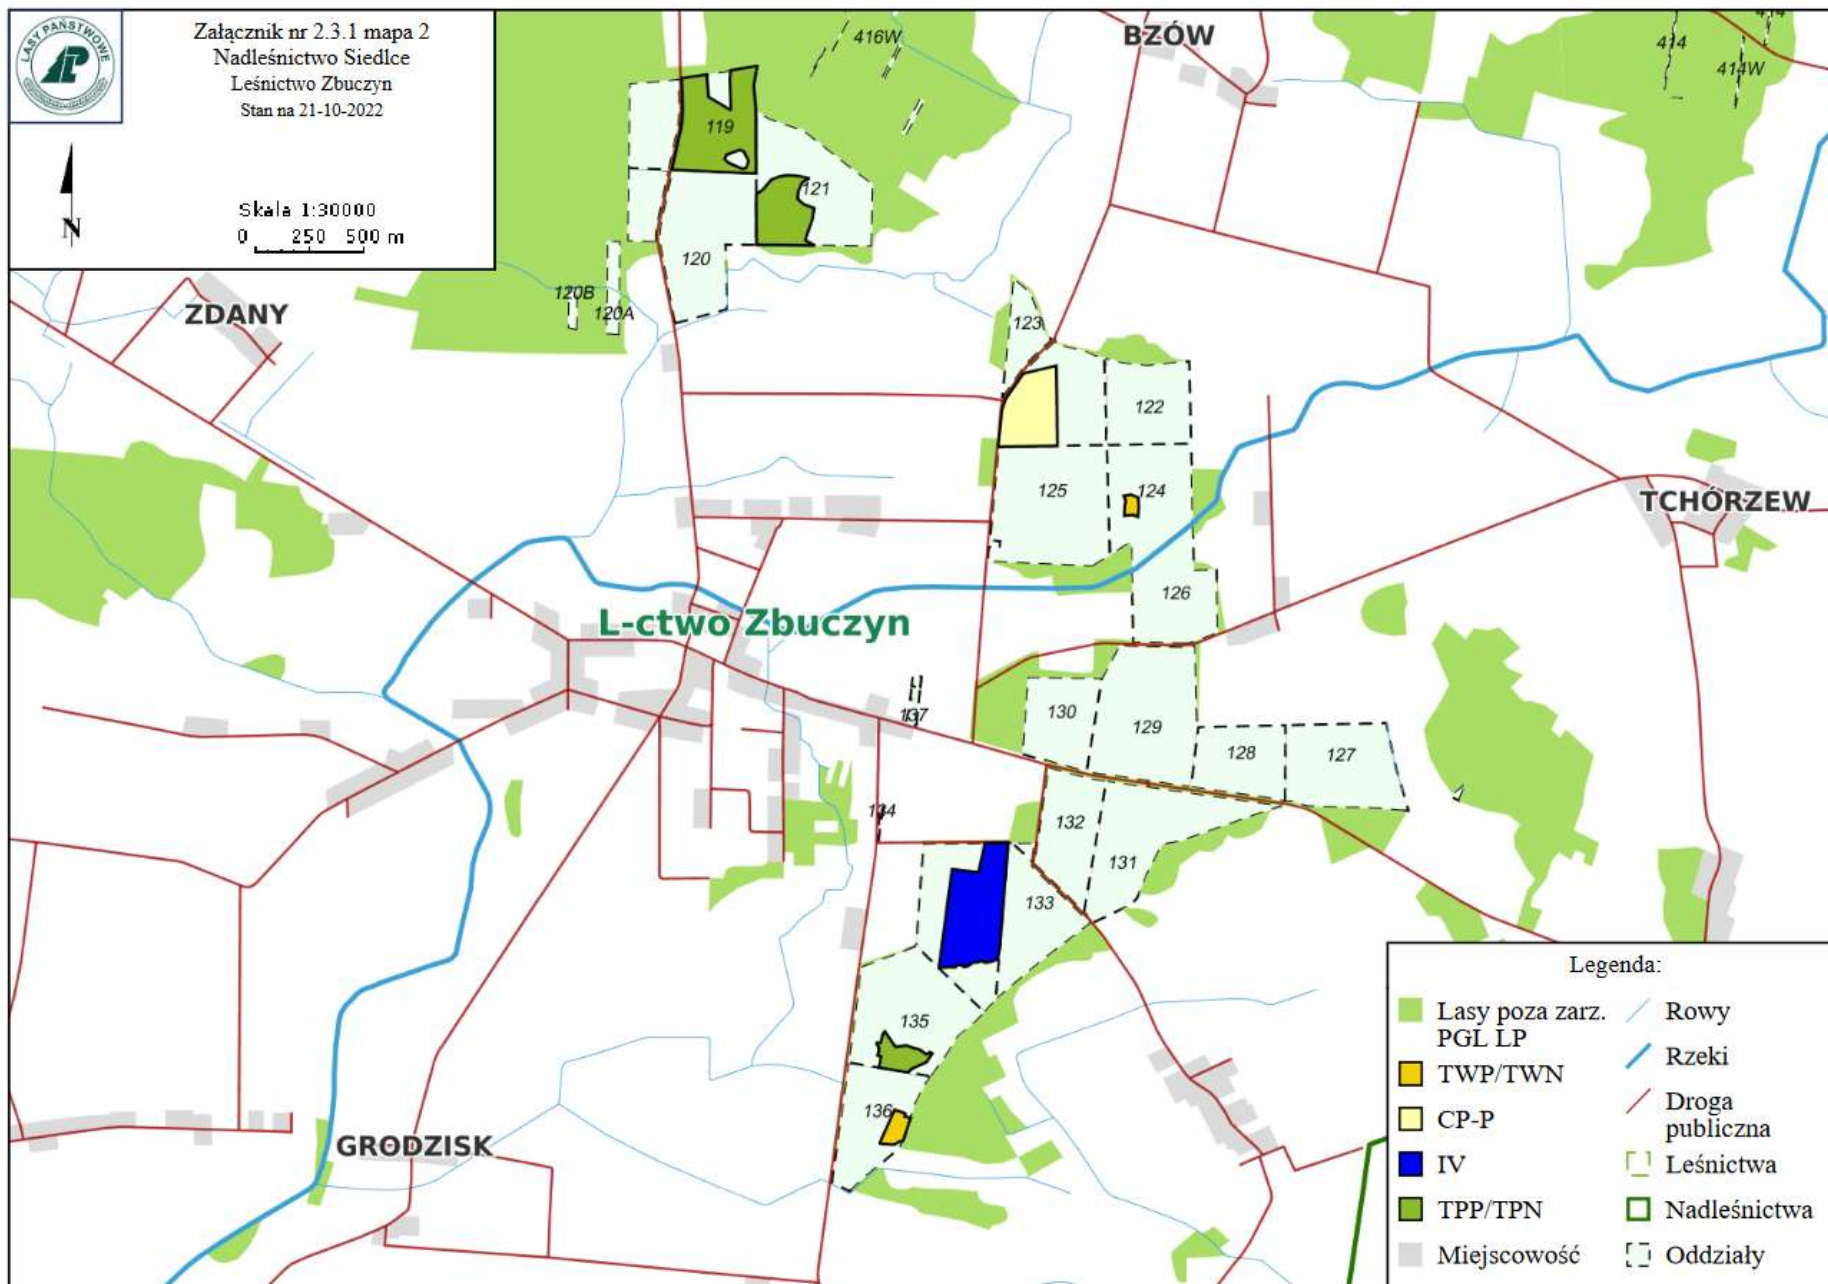 LASY PAŃSTWOWE
Załącznik nr 2.3.1 mapa 2
Nadleśnictwo Siedlce
Leśnictwo Zbuczyn
Stan na 21-10-2022
N
Skala 1:30000
0 250 500 m
416W
BZÓW
414
414
414W
119
121
120
120B
120A
ZDANY
123
122
125
124
TCHÓRZEW
126
L-ctwo Zbuczyn
137
130
129
128
127
134
132
131
133
135
136
GRODZISK
Legenda:
Lasy poza zarz.
PGL LP
TWP/TWN
CP-P
IV
TPP/TPN
Miejscowość
Rowy
Rzeki
Droga
publiczna
Leśnictwa
Nadleśnictwa
Oddziały